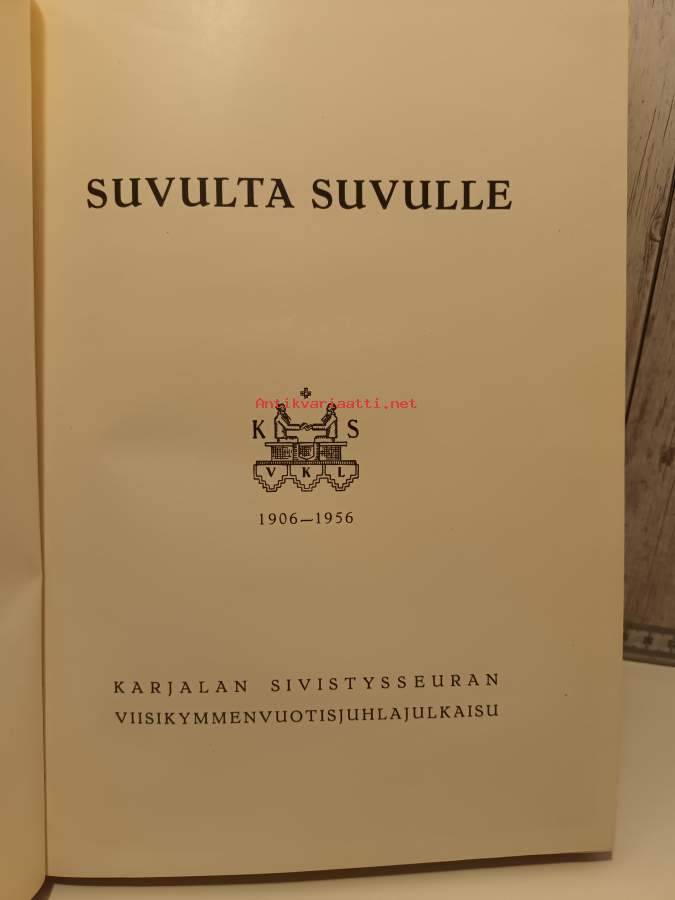 SUVULTA SUVULLE
Antikvariaatti.net
K S
V K L
1906—1956
KARJALAN SIVISTYSSEURAN
VIISIKYMMENVUOTISJUHLAJULKAISU